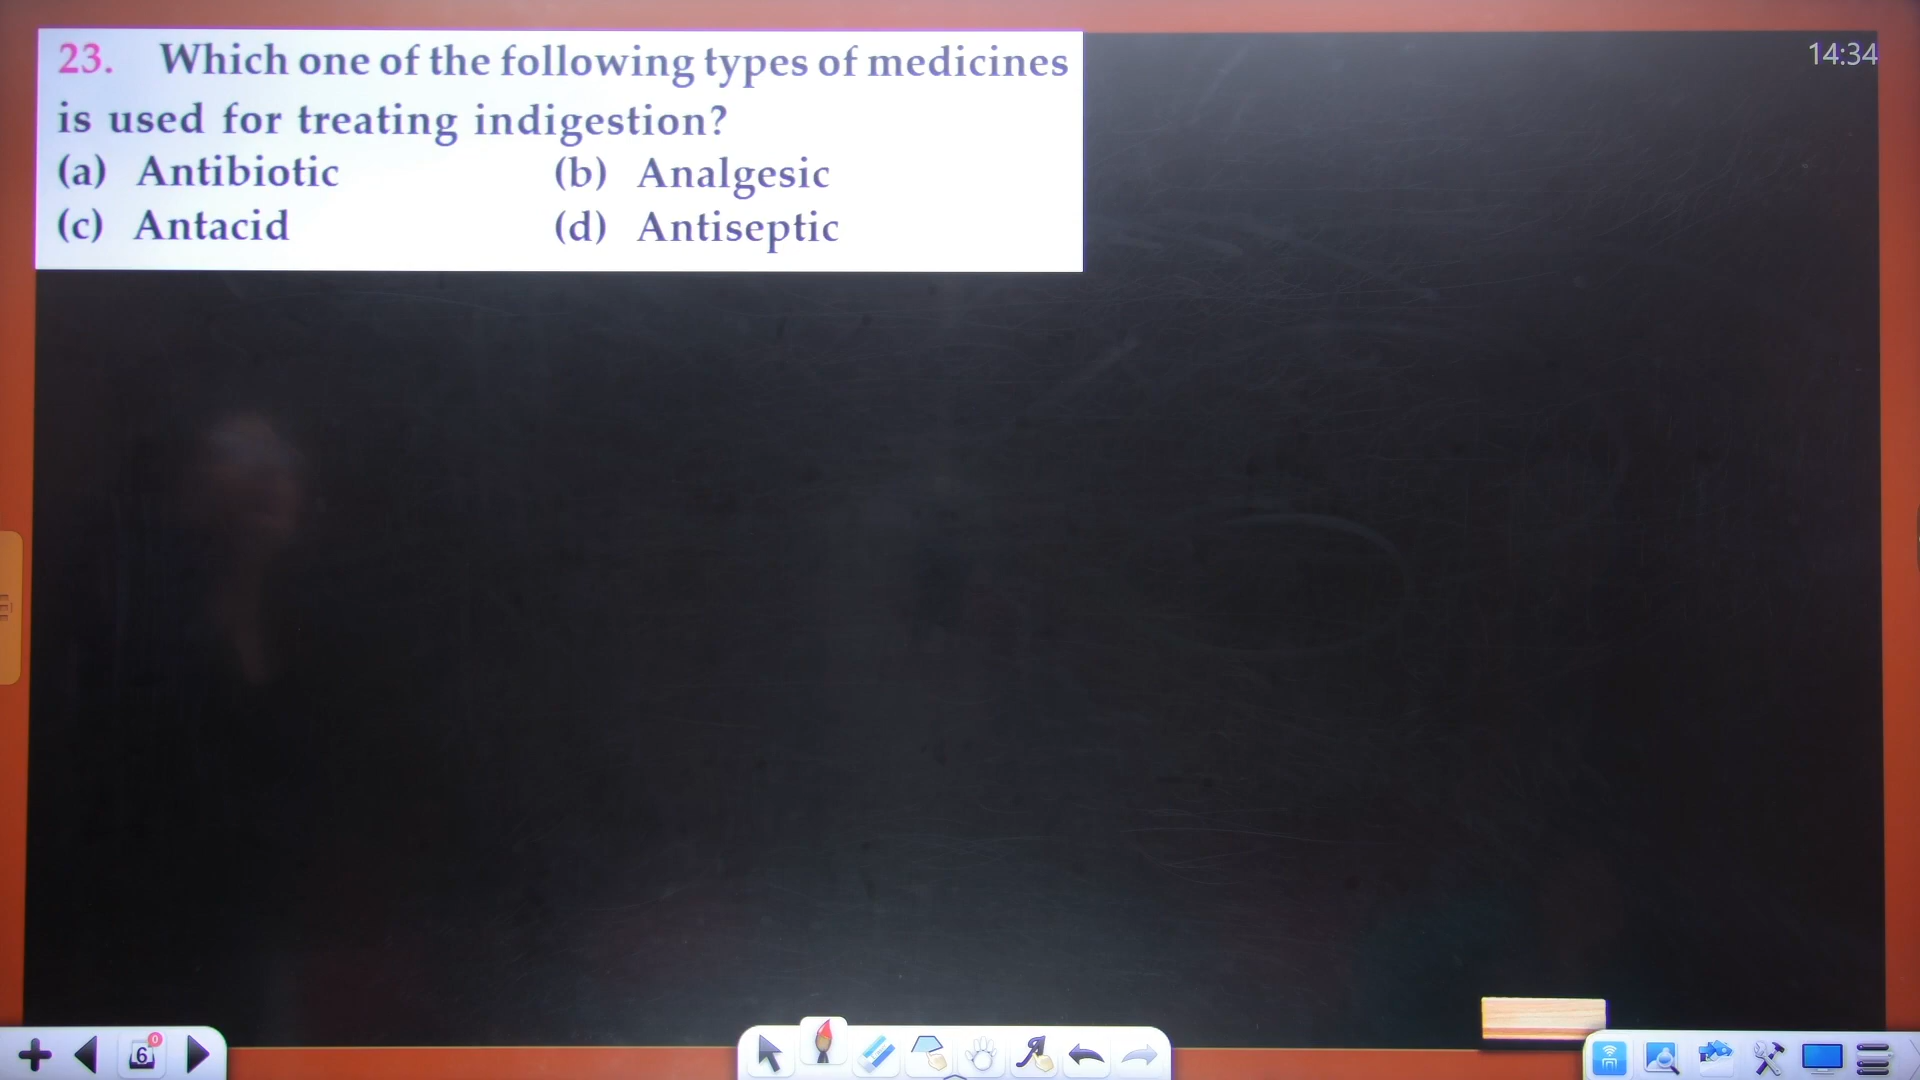 14:34
23. Which one of the following types of medicines
is used for treating indigestion?
(a) Antibiotic (b) Analgesic
(c) Antacid (d) Antiseptic
6
0